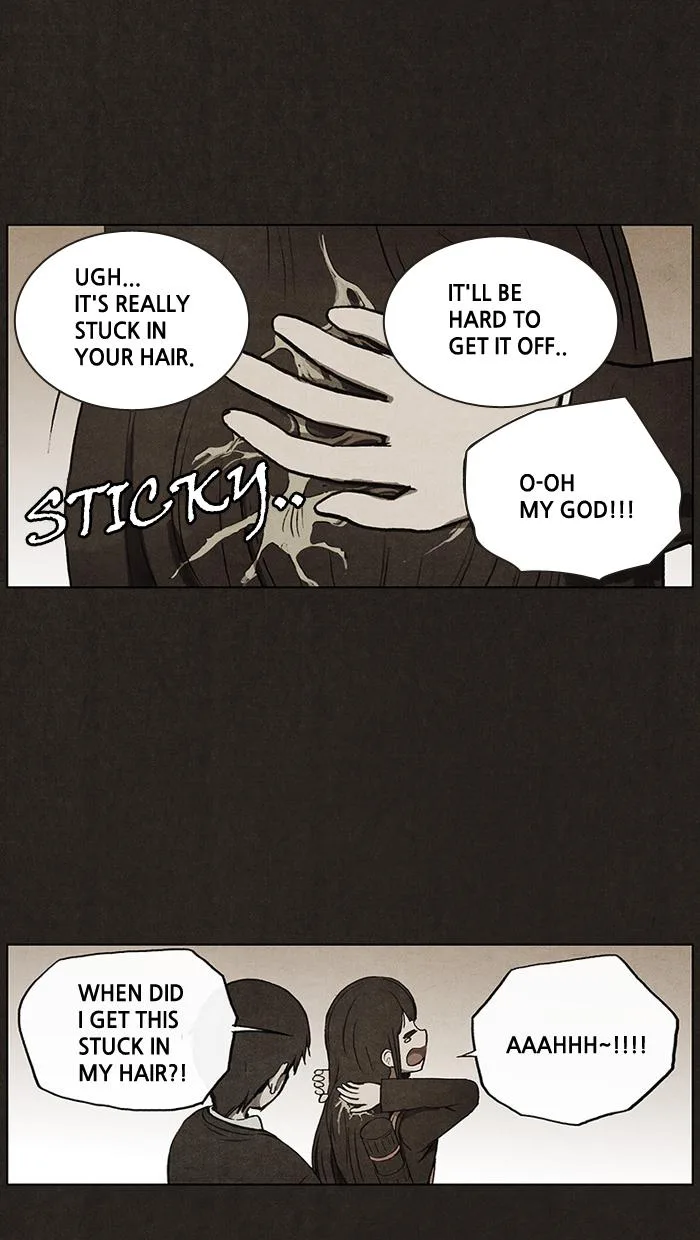 UGH...
IT'S REALLY
STUCK IN
YOUR HAIR.
IT'LL BE
HARD TO
GET IT OFF..
STICKY..
O-OH
MY GOD!!!
WHEN DID
I GET THIS
STUCK IN
MY HAIR?!
AAAHHH~!!!!